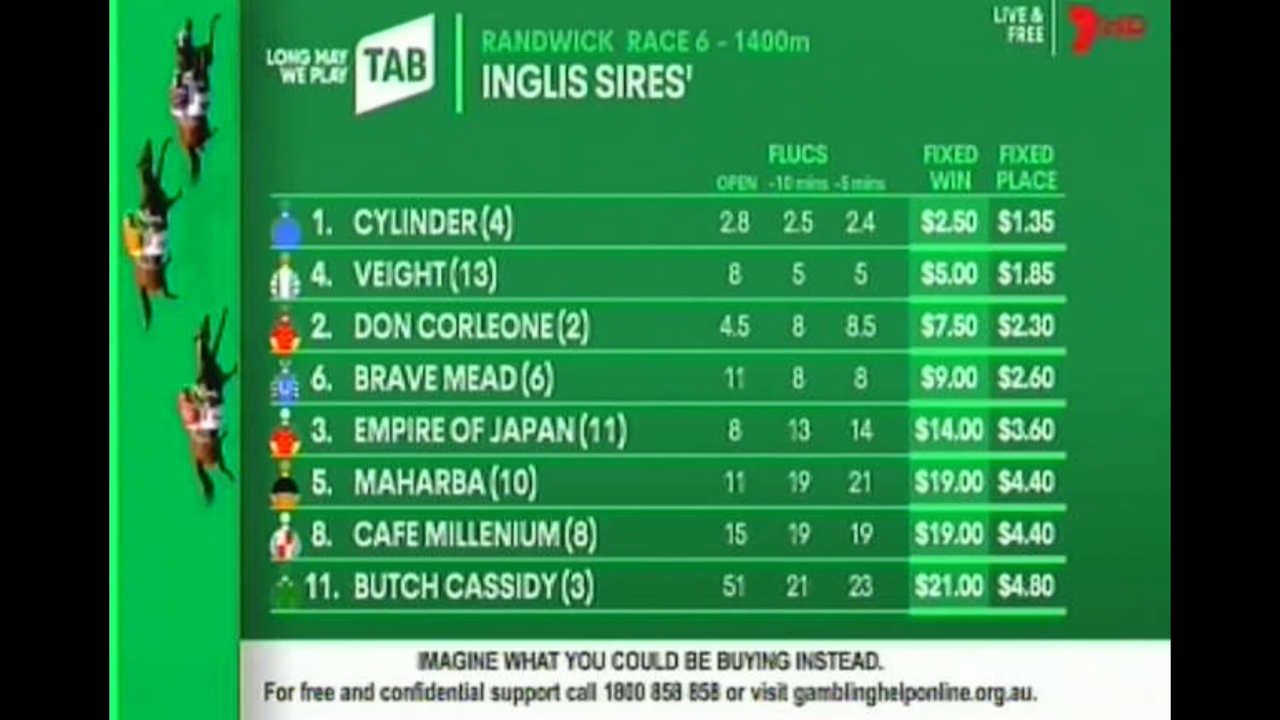 LONG MAY
WE PLAY
TAB
RANDWICK RACE 6 - 1400m
INGLIS SIRES'
LIVE &
FREE
7HD
FLUCS FIXED FIXED
OPEN -10 mins -5 mins WIN PLACE
1. CYLINDER (4) 2.8 2.5 2.4 $2.50 $1.35
4. VEIGHT (13) 8 5 5 $5.00 $1.85
2. DON CORLEONE (2) 4.5 8 8.5 $7.50 $2.30
6. BRAVE MEAD (6) 11 8 8 $9.00 $2.60
3. EMPIRE OF JAPAN (11) 8 13 14 $14.00 $3.60
5. MAHARBA (10) 11 19 21 $19.00 $4.40
8. CAFE MILLENIUM (8) 15 19 19 $19.00 $4.40
11. BUTCH CASSIDY (3) 51 21 23 $21.00 $4.80
IMAGINE WHAT YOU COULD BE BUYING INSTEAD.
For free and confidential support call 1800 858 858 or visit gamblinghelponline.org.au.